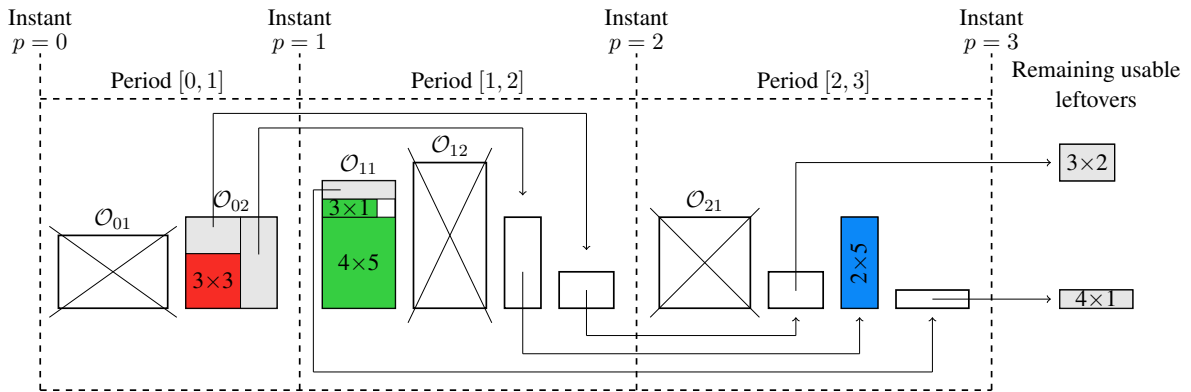 Instant
p = 0
Instant
p = 1
Instant
p = 2
Instant
p = 3
Period [0, 1]
Period [1, 2]
Period [2, 3]
Remaining usable
leftovers
𝒪₀₁
𝒪₀₂
𝒪₁₁
𝒪₁₂
𝒪₂₁
3×3
3×1
4×5
2×5
3×2
4×1